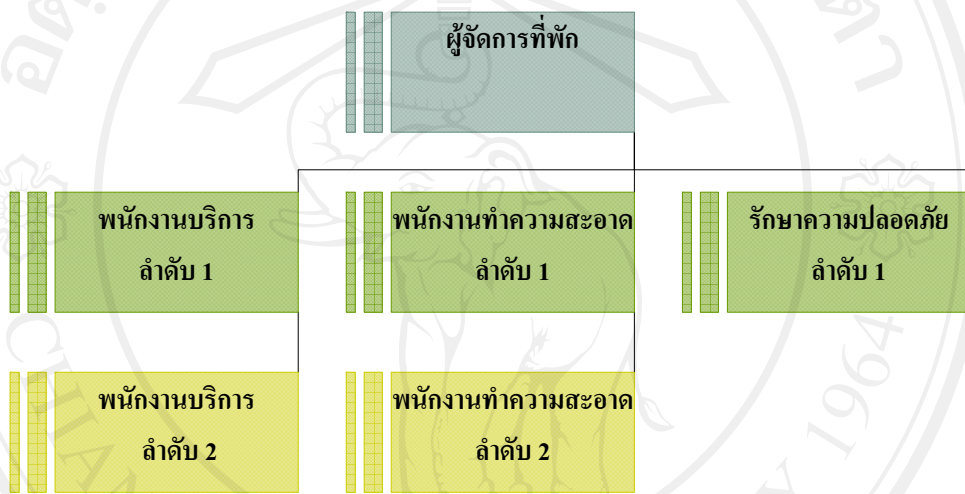 ผู้จัดการที่พัก
พนักงานบริการ
ลำดับ 1
พนักงานทำความสะอาด
ลำดับ 1
รักษาความปลอดภัย
ลำดับ 1
พนักงานบริการ
ลำดับ 2
พนักงานทำความสะอาด
ลำดับ 2
CHIAN
Y 1964